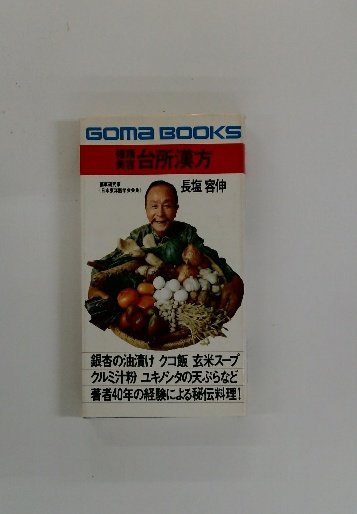 GOMA BOOKS
台所漢方
長塩容伸
銀杏の油漬け クコ飯 玄米スープ
クルミ汁粉 ユキノシタの天ぷらなど
著者40年の経験による秘伝料理!